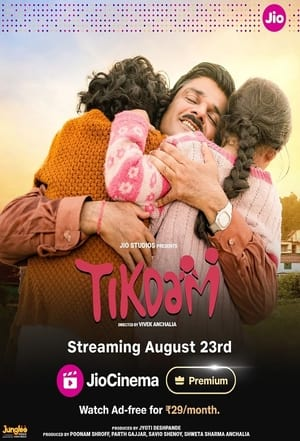 Jio
JIO STUDIOS PRESENTS
TIKDAM
DIRECTED BY VIVEK ANCHALIA
Streaming August 23rd
JioCinema
Premium
Watch Ad-free for ₹29/month.
PRODUCED BY JYOTI DESHPANDE
Junglee
PRODUCED BY POONAM SHROFF, PARTH GAJJAR, SAVIO SHENOY, SHWETA SHARMA ANCHALIA